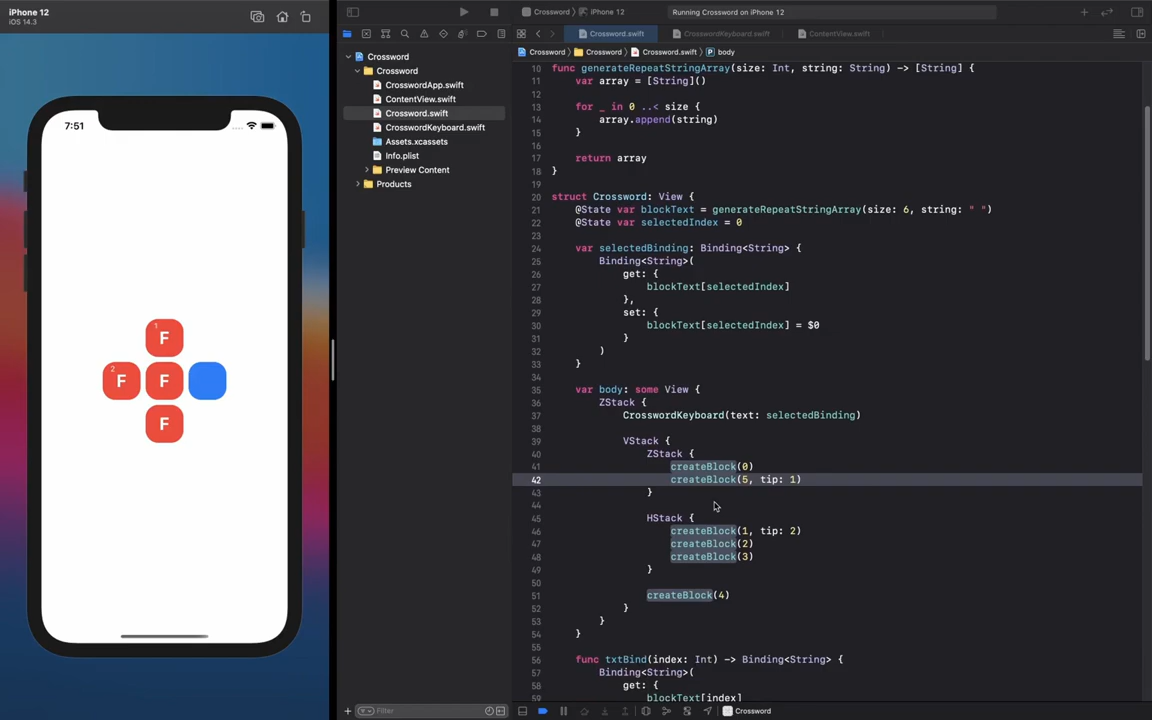 iPhone 12
iOS 14.3
7:51
1
F
2
F
F
F
Crossword
iPhone 12
Running Crossword on iPhone 12
Crossword.swift
CrosswordKeyboard.swift
ContentView.swift
Crossword
Crossword
Crossword.swift
body
Crossword
Crossword
CrosswordApp.swift
ContentView.swift
Crossword.swift
CrosswordKeyboard.swift
Assets.xcassets
Info.plist
Preview Content
Products
Filter
10 func generateRepeatStringArray(size: Int, string: String) -> [String] {
11 var array = [String]()
12
13 for _ in 0 ..< size {
14 array.append(string)
15 }
16
17 return array
18 }
19
20 struct Crossword: View {
21 @State var blockText = generateRepeatStringArray(size: 6, string: " ")
22 @State var selectedIndex = 0
23
24 var selectedBinding: Binding<String> {
25 Binding<String>(
26 get: {
27 blockText[selectedIndex]
28 },
29 set: {
30 blockText[selectedIndex] = $0
31 }
32 )
33 }
34
35 var body: some View {
36 ZStack {
37 CrosswordKeyboard(text: selectedBinding)
38
39 VStack {
40 ZStack {
41 createBlock(0)
42 createBlock(5, tip: 1)
43 }
44
45 HStack {
46 createBlock(1, tip: 2)
47 createBlock(2)
48 createBlock(3)
49 }
50
51 createBlock(4)
52 }
53 }
54 }
55
56 func txtBind(index: Int) -> Binding<String> {
57 Binding<String>(
58 get: {
59 blockText[index]
Crossword